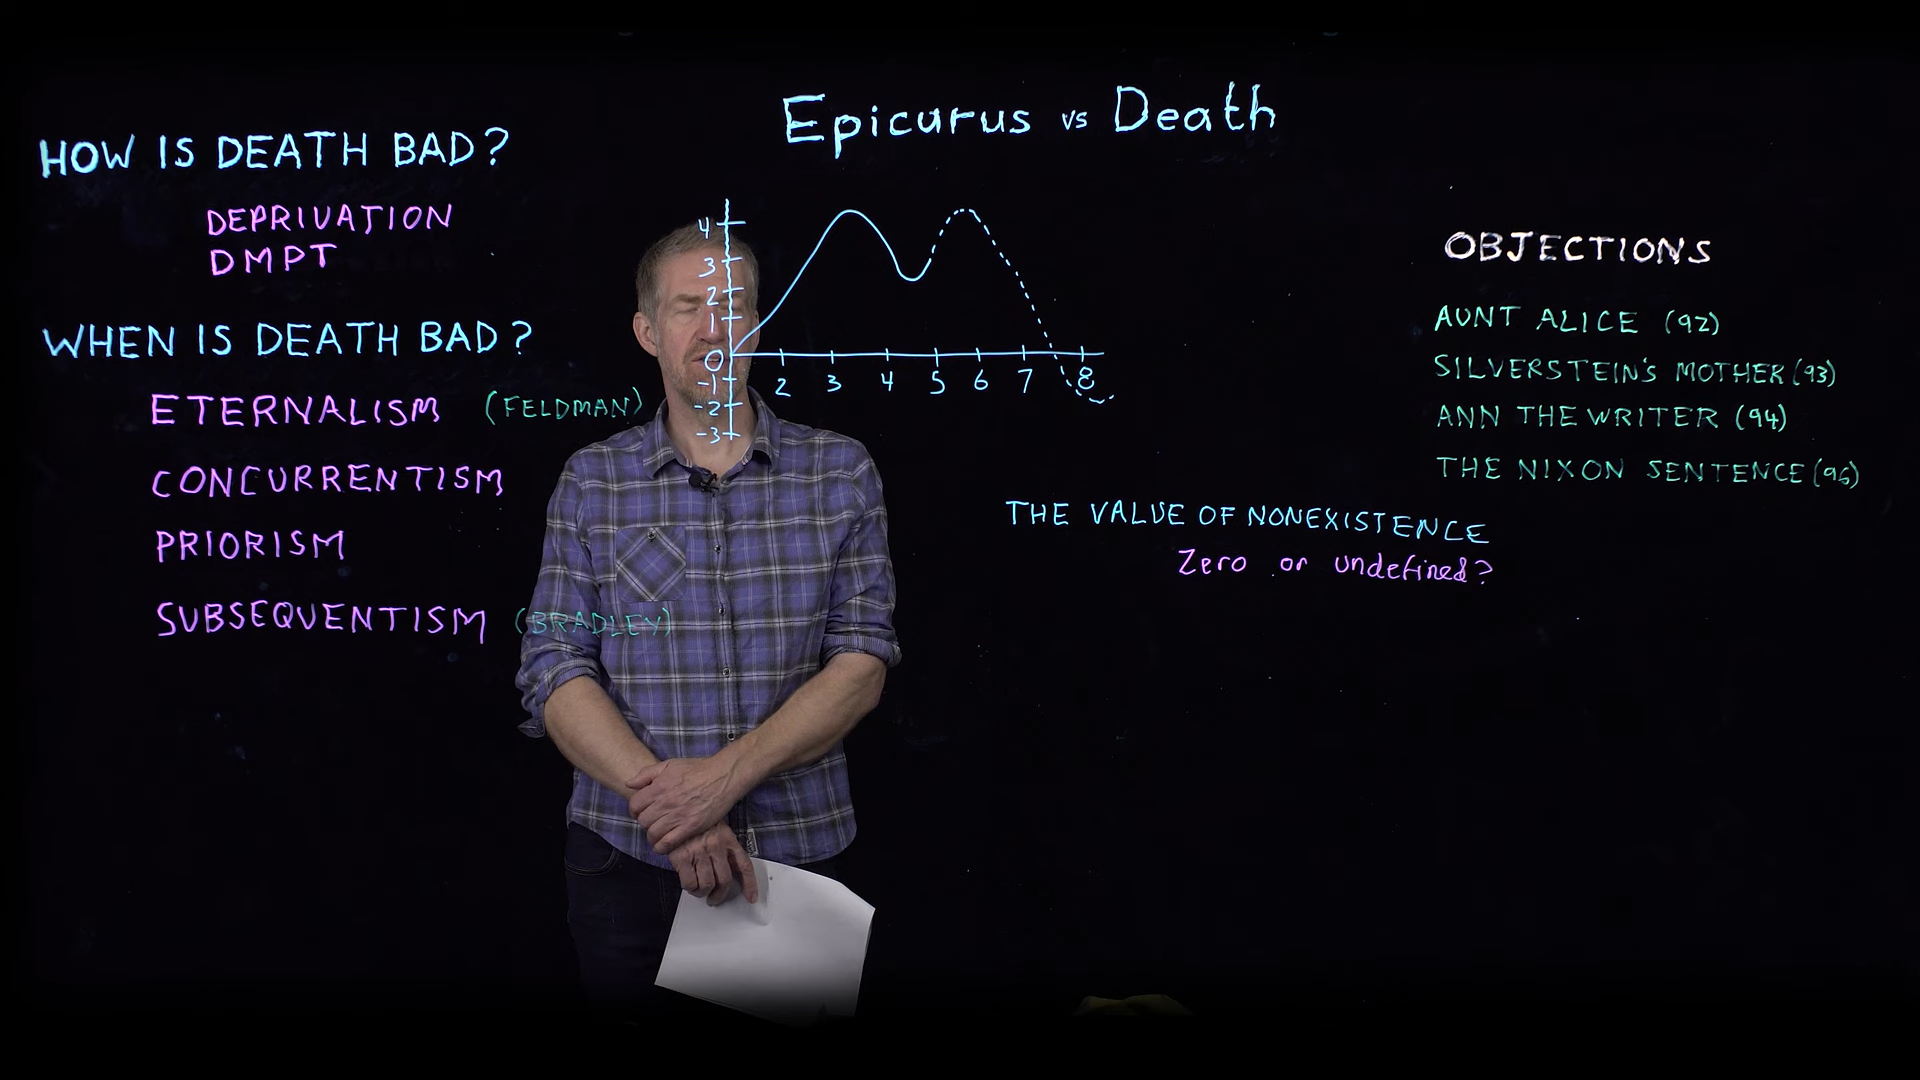 Epicurus vs Death
HOW IS DEATH BAD?
DEPRIVATION
DMPT
WHEN IS DEATH BAD?
ETERNALISM (FELDMAN)
CONCURRENTISM
PRIORISM
SUBSEQUENTISM (BRADLEY)
4
3
2
1
0
-1
-2
-3
2 3 4 5 6 7 8
THE VALUE OF NONEXISTENCE
Zero or undefined?
OBJECTIONS
AUNT ALICE (92)
SILVERSTEIN'S MOTHER (93)
ANN THE WRITER (94)
THE NIXON SENTENCE (96)